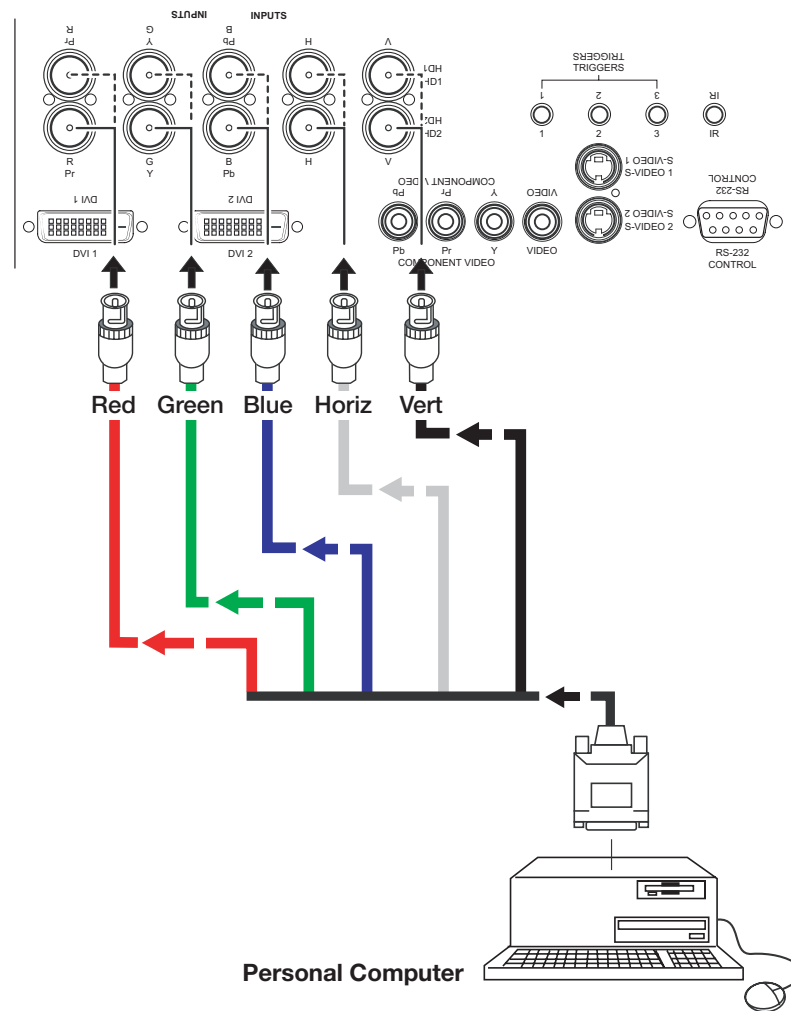 INPUTS INPUTS
R G B H V
Pr Y Pb
HD1
HD1
HD2
HD2
R G B H V
Pr Y Pb
TRIGGERS
TRIGGERS
1 2 3 IR
1 2 3 IR
S-VIDEO 1
S-VIDEO 1
S-VIDEO 2
S-VIDEO 2
RS-232
CONTROL
RS-232
CONTROL
DVI 1 DVI 2
DVI 1 DVI 2
COMPONENT VIDEO
Pb Pr Y VIDEO
Pb Pr Y VIDEO
COMPONENT VIDEO
Red Green Blue Horiz Vert
Personal Computer